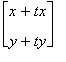 x + tx
y + ty